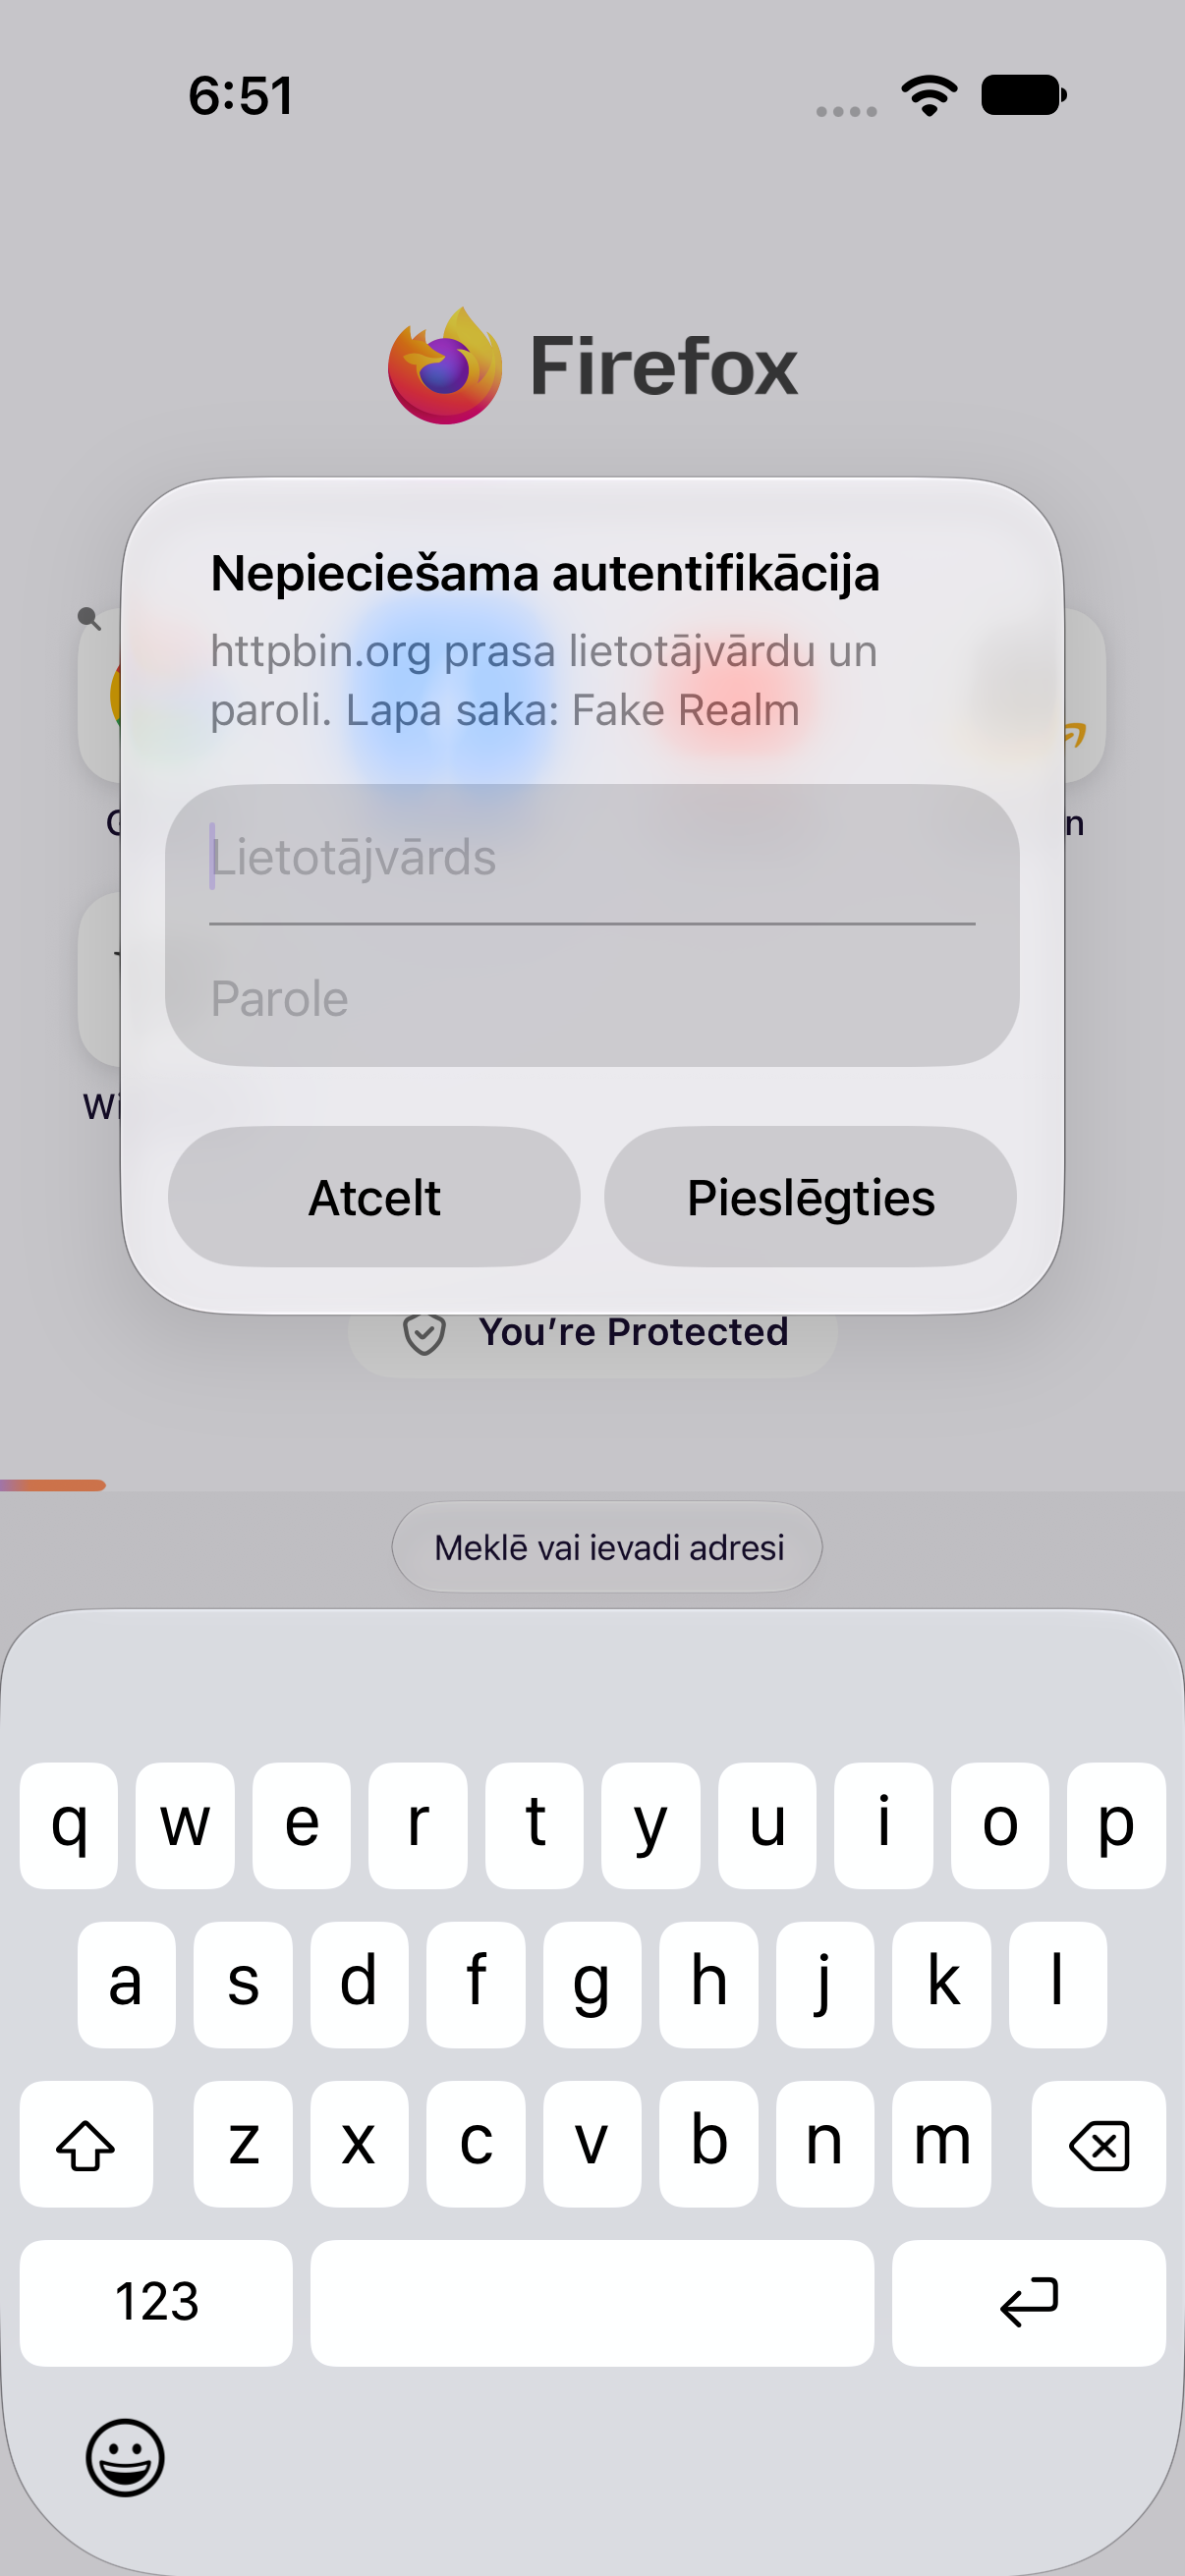 6:51
Firefox
Nepieciešama autentifikācija
httpbin.org prasa lietotājvārdu un
paroli. Lapa saka: Fake Realm
Lietotājvārds
Parole
Atcelt
Pieslēgties
You’re Protected
Meklē vai ievadi adresi
q w e r t y u i o p
a s d f g h j k l
z x c v b n m
123